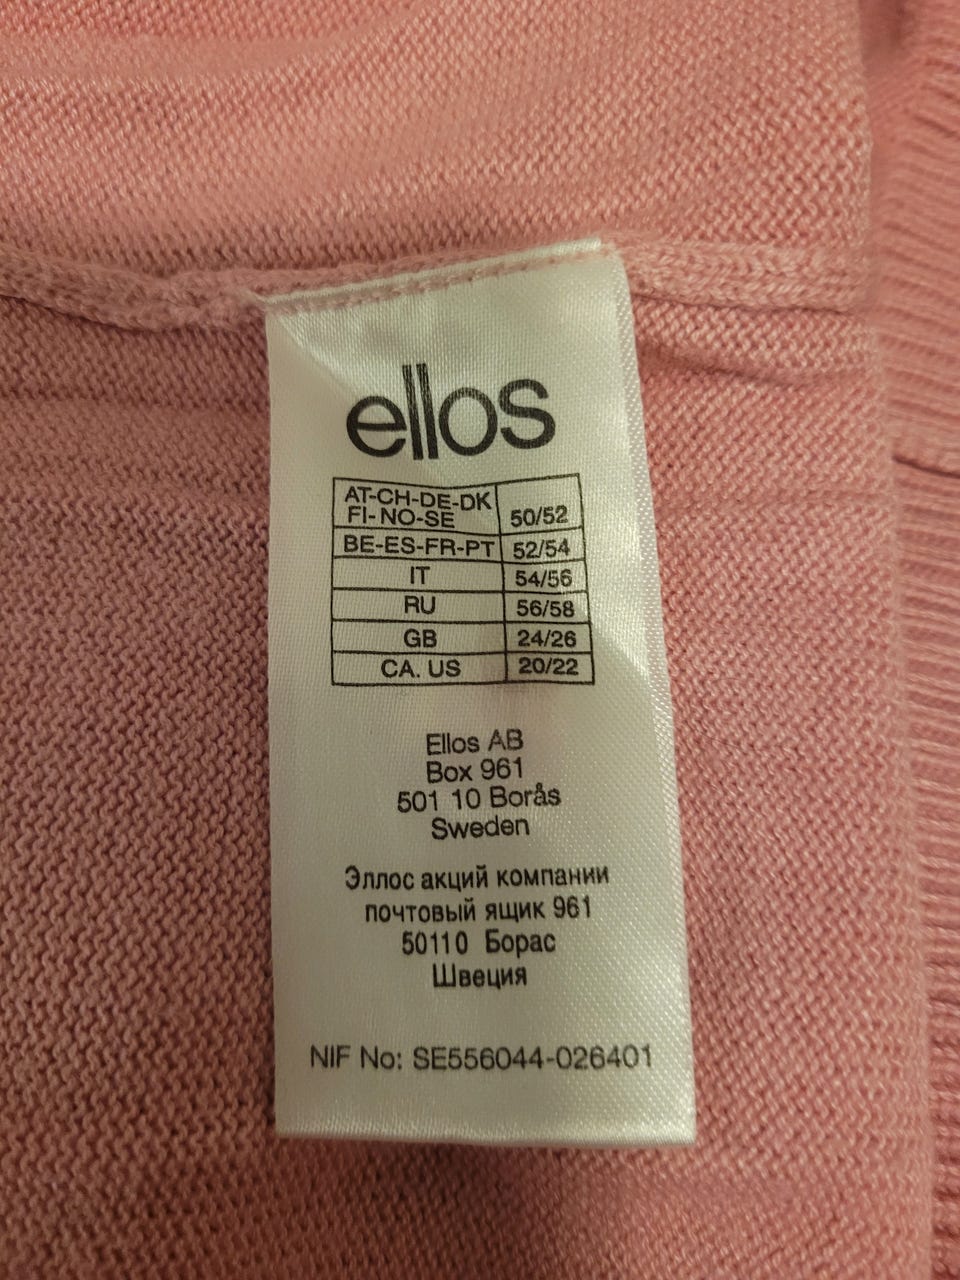 ellos
AT-CH-DE-DK
FI-NO-SE 50/52
BE-ES-FR-PT 52/54
IT 54/56
RU 56/58
GB 24/26
CA. US 20/22
Ellos AB
Box 961
501 10 Borås
Sweden
Эллос акций компании
почтовый ящик 961
50110 Борас
Швеция
NIF No: SE556044-026401